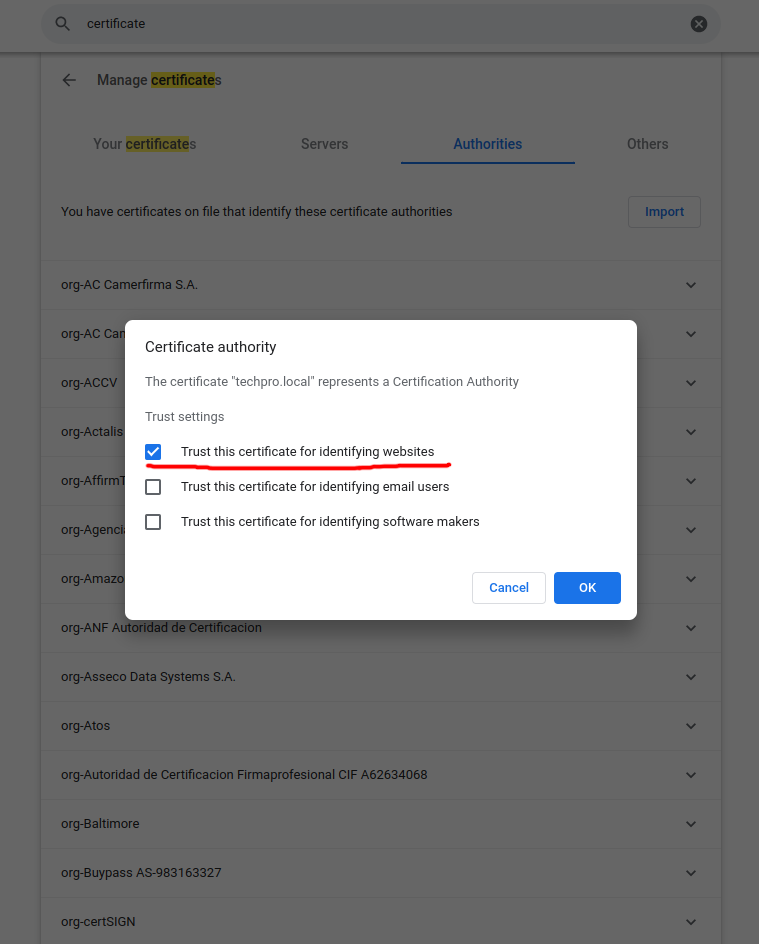 certificate
Manage certificates
Your certificates
Servers
Authorities
Others
You have certificates on file that identify these certificate authorities
Import
org-AC Camerfirma S.A.
org-AC Cam
org-ACCV
org-Actalis
org-AffirmT
org-Agencia
org-Amazo
Certificate authority
The certificate "techpro.local" represents a Certification Authority
Trust settings
Trust this certificate for identifying websites
Trust this certificate for identifying email users
Trust this certificate for identifying software makers
Cancel
OK
org-ANF Autoridad de Certificacion
org-Asseco Data Systems S.A.
org-Atos
org-Autoridad de Certificacion Firmaprofesional CIF A62634068
org-Baltimore
org-Buypass AS-983163327
org-certSIGN